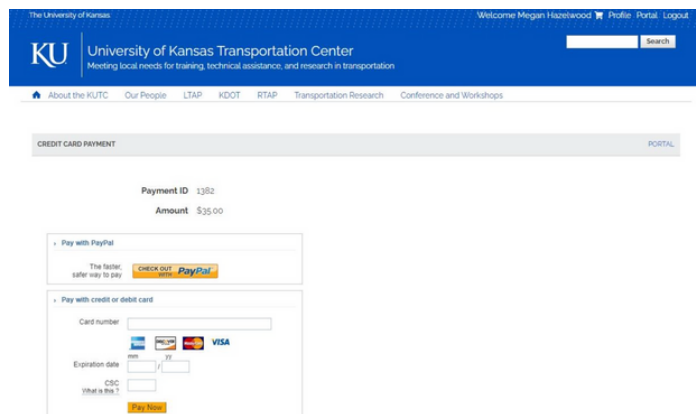 The University of Kansas
Welcome Megan Hazelwood Profile Portal Logout
KU University of Kansas Transportation Center
Meeting local needs for training, technical assistance, and research in transportation
Search
About the KUTC Our People LTAP KDOT RTAP Transportation Research Conference and Workshops
CREDIT CARD PAYMENT PORTAL
Payment ID 1382
Amount $35.00
Pay with PayPal
The faster,
safer way to pay
CHECK OUT WITH PayPal
Pay with credit or debit card
Card number
DISCOVER MasterCard VISA
mm yy
Expiration date /
CSC
What is this ?
Pay Now